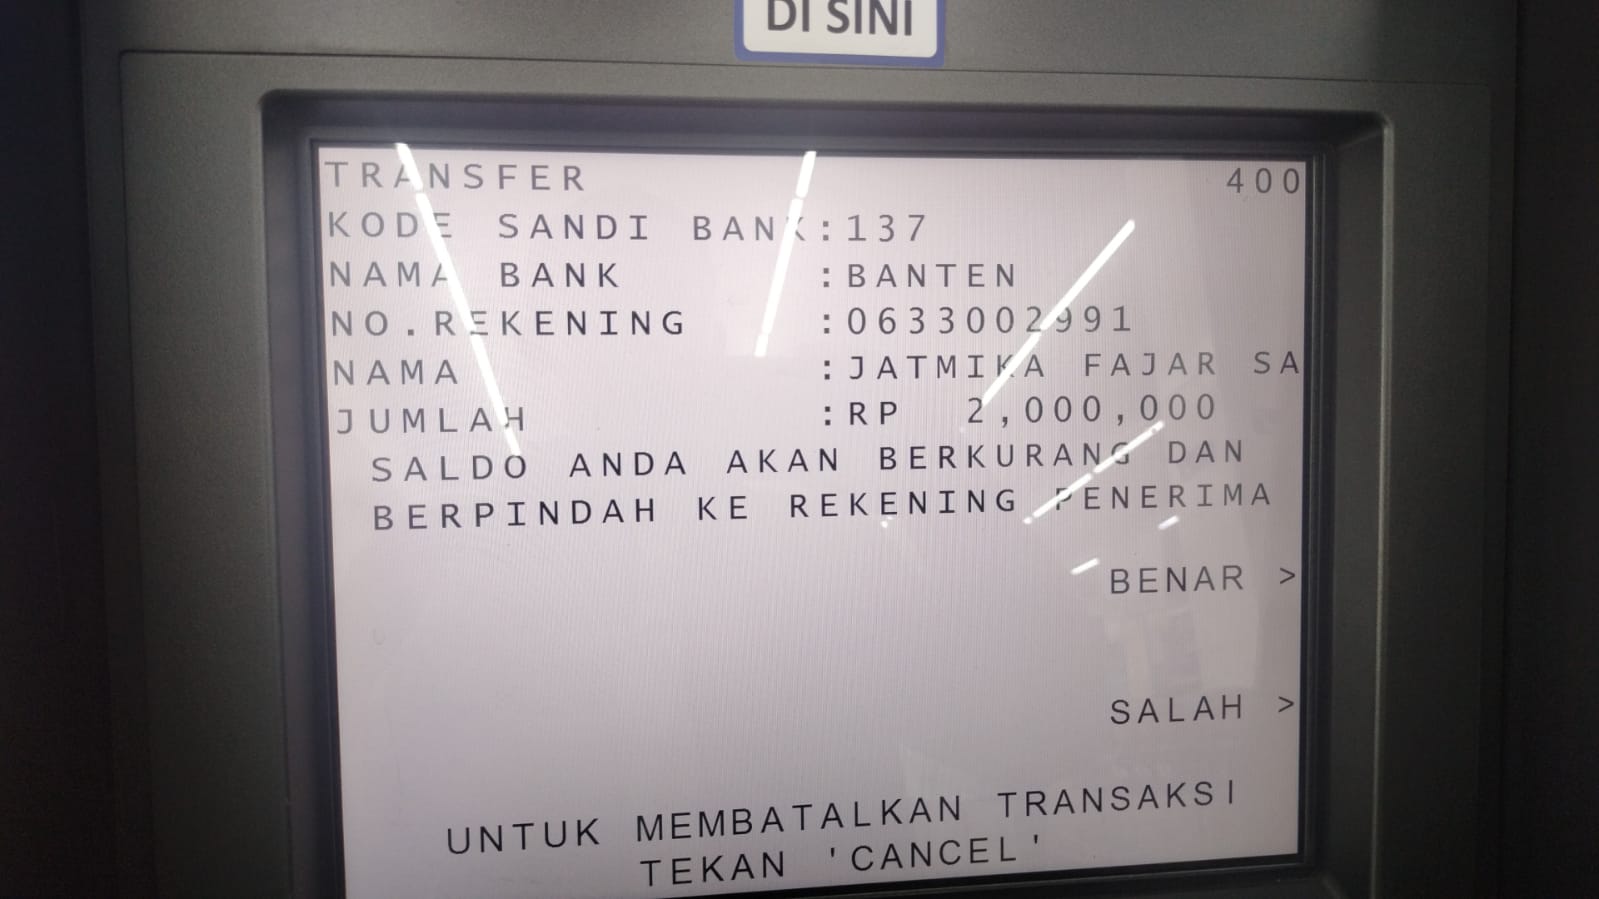 DI SINI
TRANSFER 400
KODE SANDI BANK:137
NAMA BANK :BANTEN
NO.REKENING :0633002991
NAMA :JATMIKA FAJAR SA
JUMLAH :RP 2,000,000
SALDO ANDA AKAN BERKURANG DAN
BERPINDAH KE REKENING PENERIMA
BENAR >
SALAH >
UNTUK MEMBATALKAN TRANSAKSI
TEKAN 'CANCEL'